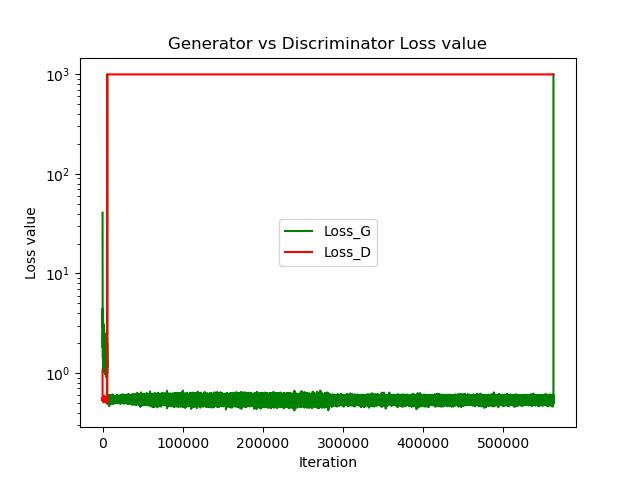 Generator vs Discriminator Loss value
10³
10²
10¹
10⁰
Loss value
Loss_G
Loss_D
0 100000 200000 300000 400000 500000
Iteration